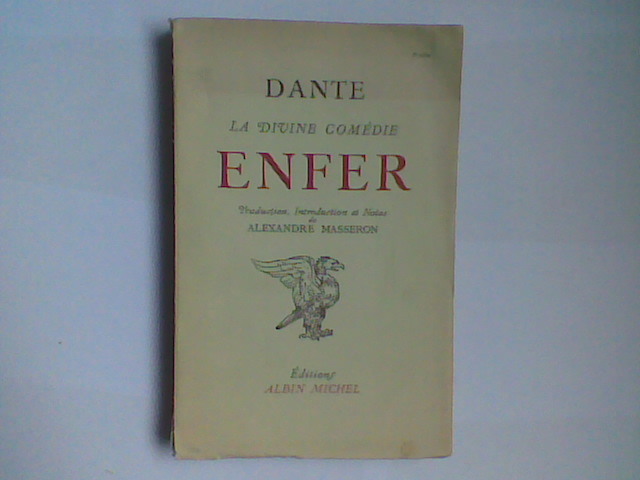 DANTE
LA DIVINE COMÉDIE
ENFER
Traduction, Introduction et Notes
de
ALEXANDRE MASSERON
Éditions
ALBIN MICHEL